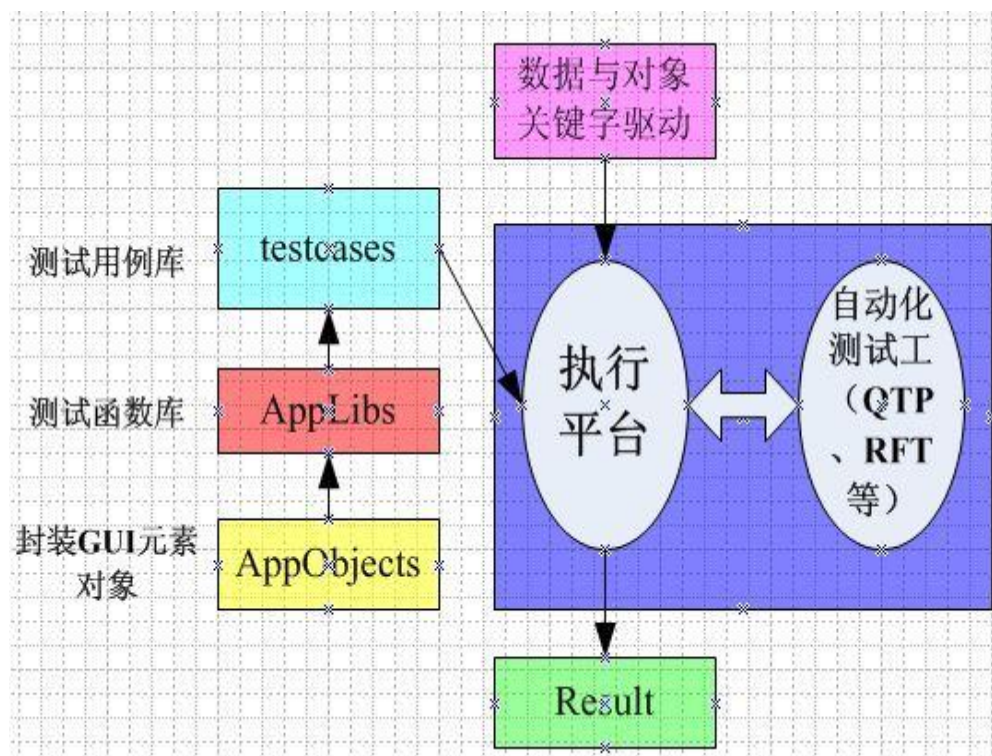 数据与对象
关键字驱动
测试用例库
testcases
测试函数库
AppLibs
封装GUI元素
对象
AppObjects
执行
平台
自动化
测试工
（QTP
、RFT
等）
Result